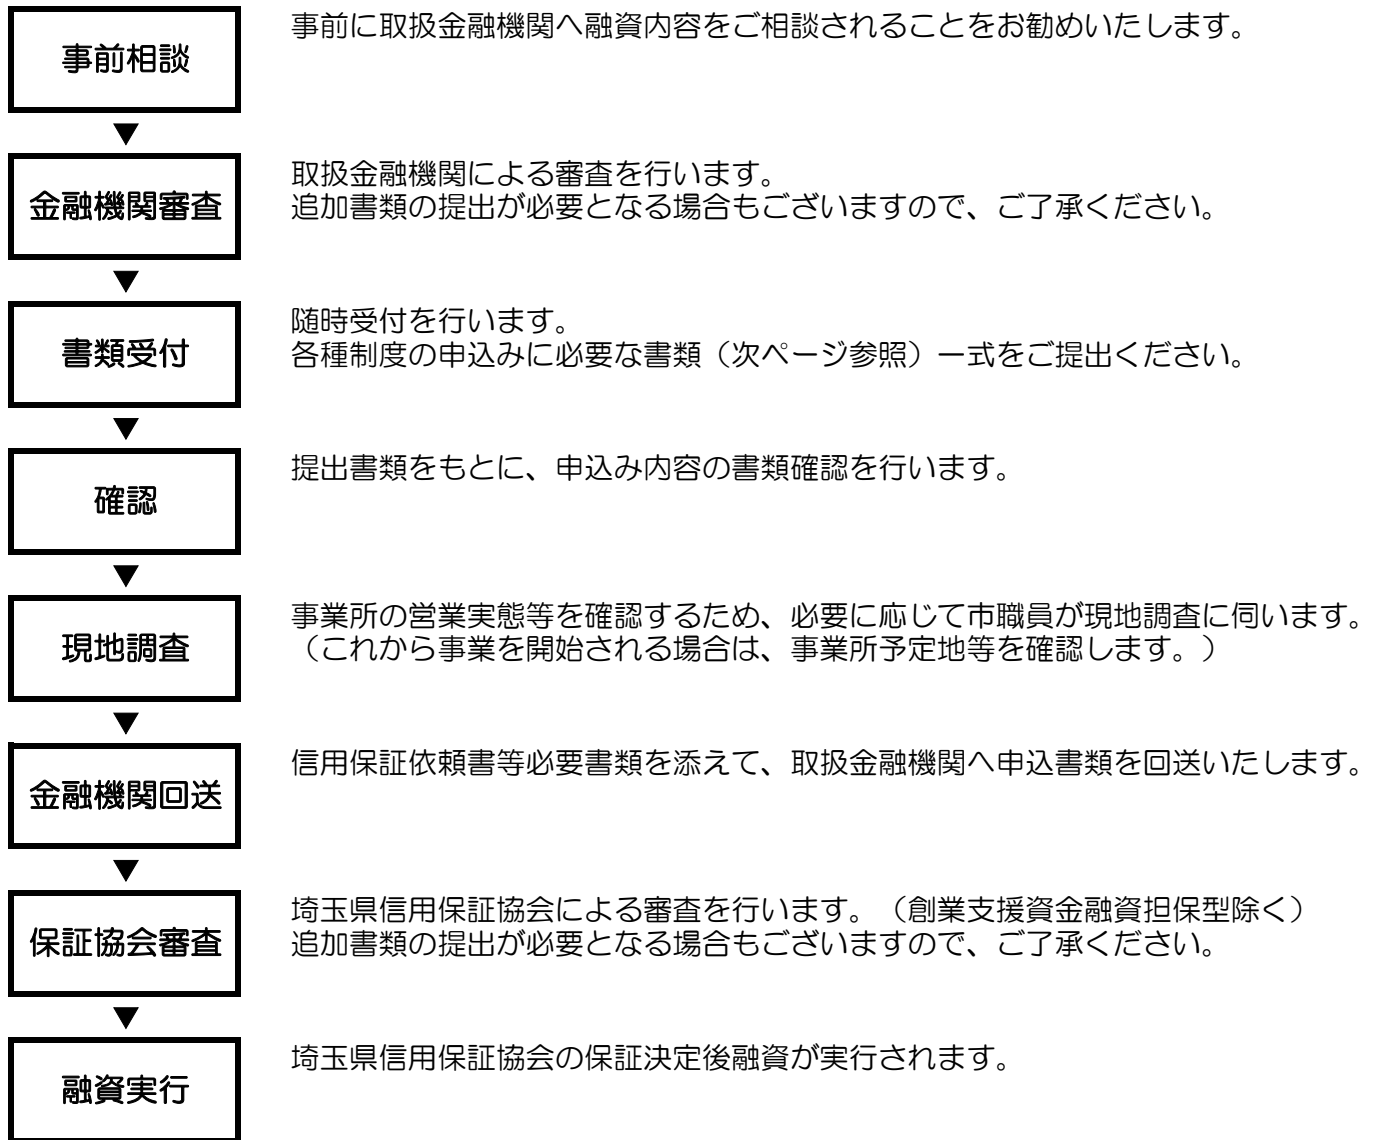 事前相談
事前に取扱金融機関へ融資内容をご相談されることをお勧めいたします。
▼
金融機関審査
取扱金融機関による審査を行います。
追加書類の提出が必要となる場合もございますので、ご了承ください。
▼
書類受付
随時受付を行います。
各種制度の申込みに必要な書類（次ページ参照）一式をご提出ください。
▼
確認
提出書類をもとに、申込み内容の書類確認を行います。
▼
現地調査
事業所の営業実態等を確認するため、必要に応じて市職員が現地調査に伺います。
（これから事業を開始される場合は、事業所予定地等を確認します。）
▼
金融機関回送
信用保証依頼書等必要書類を添えて、取扱金融機関へ申込書類を回送いたします。
▼
保証協会審査
埼玉県信用保証協会による審査を行います。（創業支援資金融資担保型除く）
追加書類の提出が必要となる場合もございますので、ご了承ください。
▼
融資実行
埼玉県信用保証協会の保証決定後融資が実行されます。